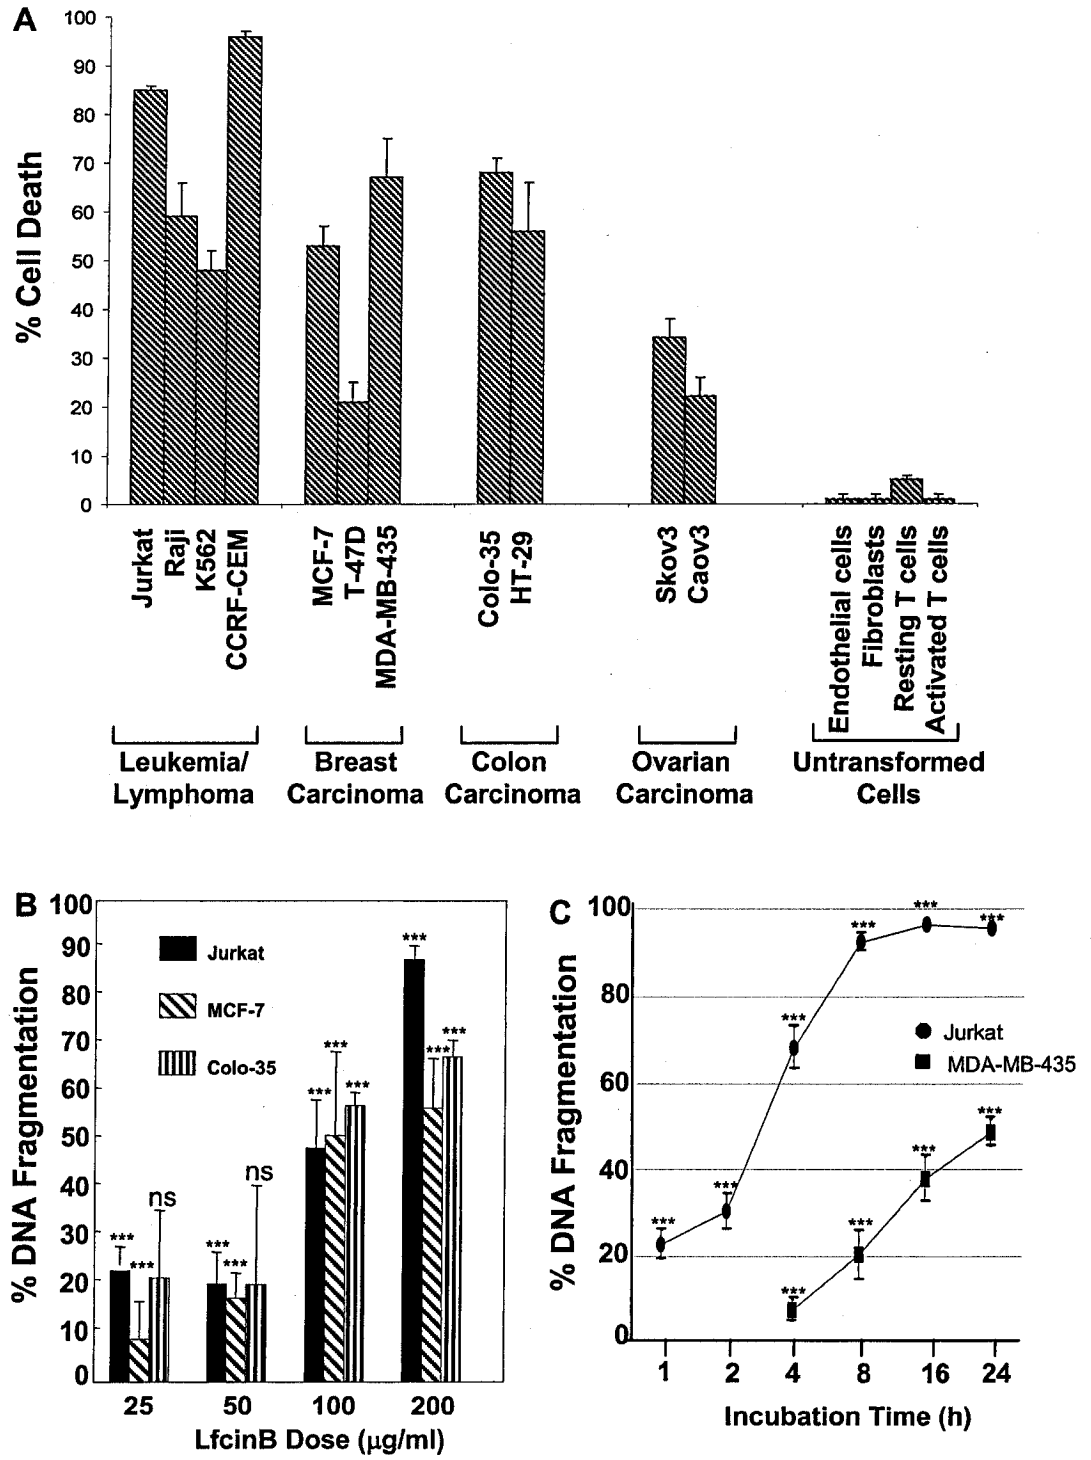 A
% Cell Death
100
90
80
70
60
50
40
30
20
10
0
Jurkat
Raji
K562
CCRF-CEM
MCF-7
T-47D
MDA-MB-435
Colo-35
HT-29
Skov3
Caov3
Endothelial cells
Fibroblasts
Resting T cells
Activated T cells
Leukemia/
Lymphoma
Breast
Carcinoma
Colon
Carcinoma
Ovarian
Carcinoma
Untransformed
Cells
B
% DNA Fragmentation
100
90
80
70
60
50
40
30
20
10
0
Jurkat
MCF-7
Colo-35
***
***
ns
***
***
ns
***
***
***
***
***
***
25
50
100
200
LfcinB Dose (μg/ml)
C
% DNA Fragmentation
100
80
60
40
20
0
Jurkat
MDA-MB-435
***
***
***
***
***
***
***
***
***
***
1
2
4
8
16
24
Incubation Time (h)